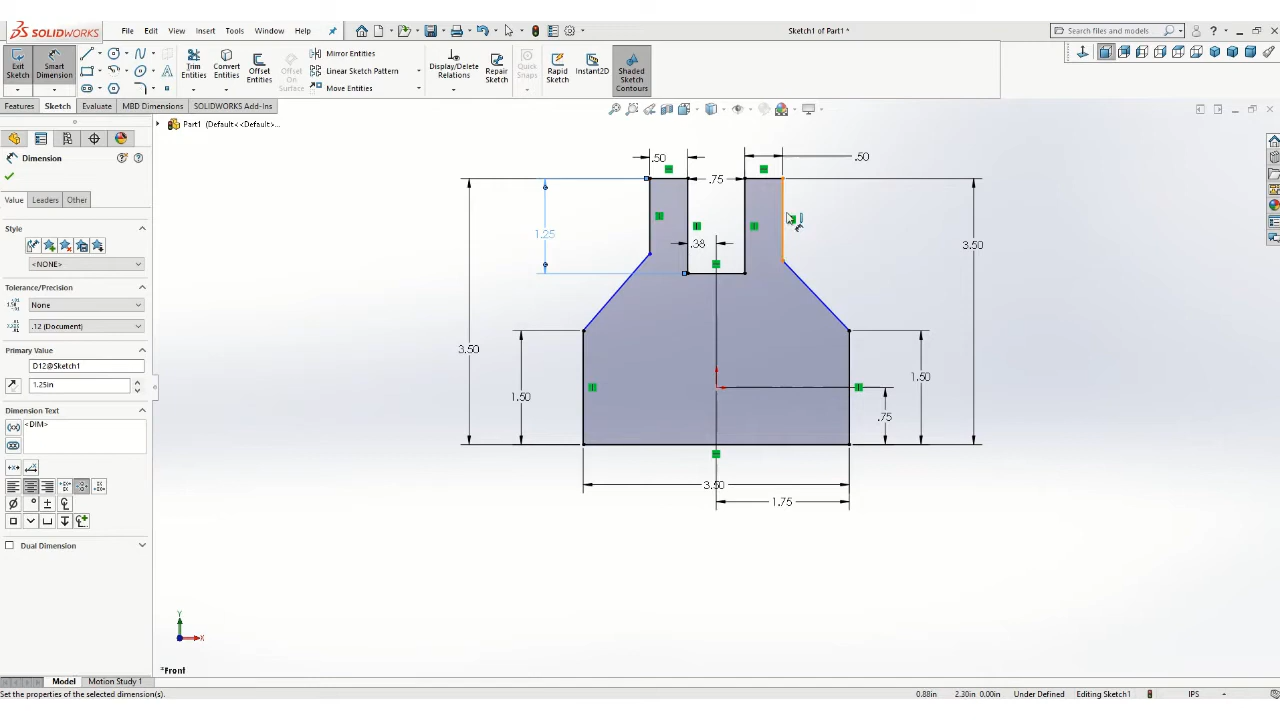 SOLIDWORKS File Edit View Insert Tools Window Help Sketch1 of Part1 * Search files and models
Exit Sketch Smart Dimension Trim Entities Convert Entities Offset Entities Offset On Surface Mirror Entities Linear Sketch Pattern Move Entities Display/Delete Relations Repair Sketch Quick Snaps Rapid Sketch Instant2D Shaded Sketch Contours
Features Sketch Evaluate MBD Dimensions SOLIDWORKS Add-Ins
Part1 (Default<<Default>...
Dimension
Value Leaders Other
Style
<NONE>
Tolerance/Precision
None
.12 (Document)
Primary Value
D12@Sketch1
1.25in
Dimension Text
<DIM>
Dual Dimension
.50
.50
.75
1.25
.38
3.50
3.50
1.50
1.50
.75
3.50
1.75
Y
X
*Front
Model Motion Study 1
Set the properties of the selected dimension(s). 0.88in 2.30in 0.00in Under Defined Editing Sketch1 IPS